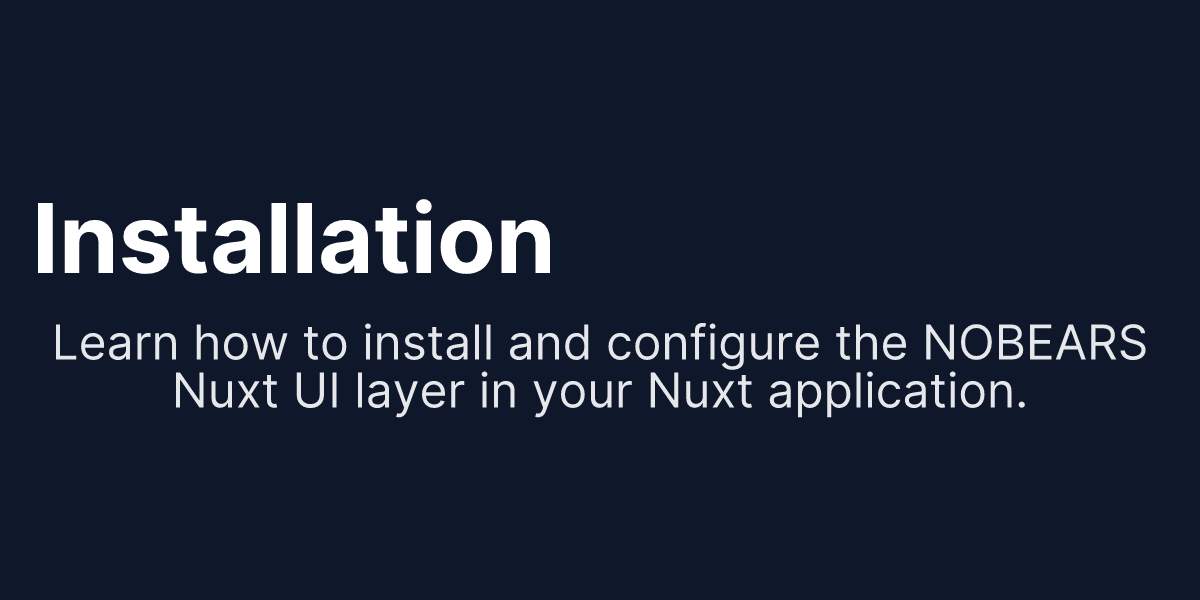 Installation
Learn how to install and configure the NOBEARS
Nuxt UI layer in your Nuxt application.